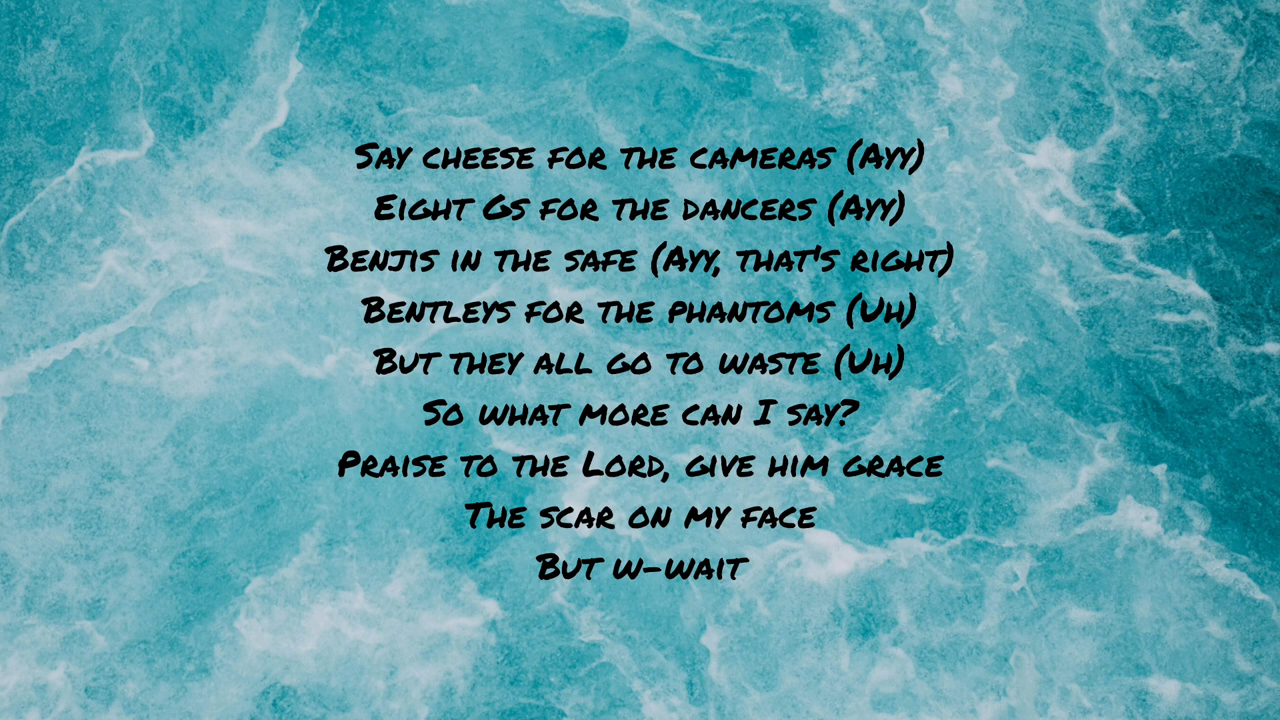 Say cheese for the cameras (Ayy)
Eight Gs for the dancers (Ayy)
Benjis in the safe (Ayy, that's right)
Bentleys for the phantoms (Uh)
But they all go to waste (Uh)
So what more can I say?
Praise to the Lord, give him grace
The scar on my face
But w-wait